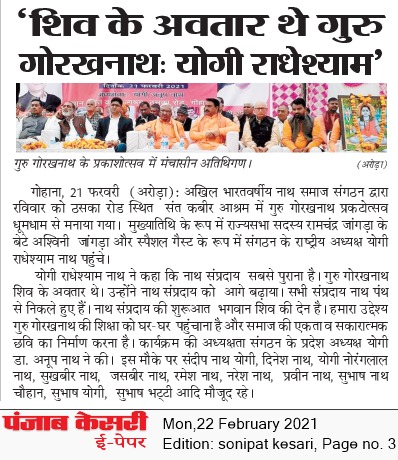 ‘शिव के अवतार थे गुरु
गोरखनाथः योगी राधेश्याम’
दिनांक: 21 फरवरी 2021
गुरु गोरखनाथ के प्रकाशोत्सव में मंचासीन अतिथिगण।
(अरोड़ा)
गोहाना, 21 फरवरी (अरोड़ा): अखिल भारतवर्षीय नाथ समाज संगठन द्वारा
रविवार को ठसका रोड स्थित संत कबीर आश्रम में गुरु गोरखनाथ प्रकटोत्सव
धूमधाम से मनाया गया। मुख्यातिथि के रूप में राज्यसभा सदस्य रामचंद्र जांगड़ा के
बेटे अश्विनी जांगड़ा और स्पैशल गैस्ट के रूप में संगठन के राष्ट्रीय अध्यक्ष योगी
राधेश्याम नाथ पहुंचे।
योगी राधेश्याम नाथ ने कहा कि नाथ संप्रदाय सबसे पुराना है। गुरु गोरखनाथ
शिव के अवतार थे। उन्होंने नाथ संप्रदाय को आगे बढ़ाया। सभी संप्रदाय नाथ पंथ
से निकले हुए हैं। नाथ संप्रदाय की शुरूआत भगवान शिव की देन है। हमारा उद्देश्य
गुरु गोरखनाथ की शिक्षा को घर-घर पहुंचाना है और समाज की एकता व सकारात्मक
छवि का निर्माण करना है। कार्यक्रम की अध्यक्षता संगठन के प्रदेश अध्यक्ष योगी
डा. अनूप नाथ ने की। इस मौके पर संदीप नाथ योगी, दिनेश नाथ, योगी नोरंगलाल
नाथ, सुखबीर नाथ, जसबीर नाथ, रमेश नाथ, नरेश नाथ, प्रवीन नाथ, सुभाष नाथ
चौहान, सुभाष योगी, सुभाष भट्टी आदि मौजूद रहे।
पंजाब केसरी
ई-पेपर
Mon,22 February 2021
Edition: sonipat kesari, Page no. 3